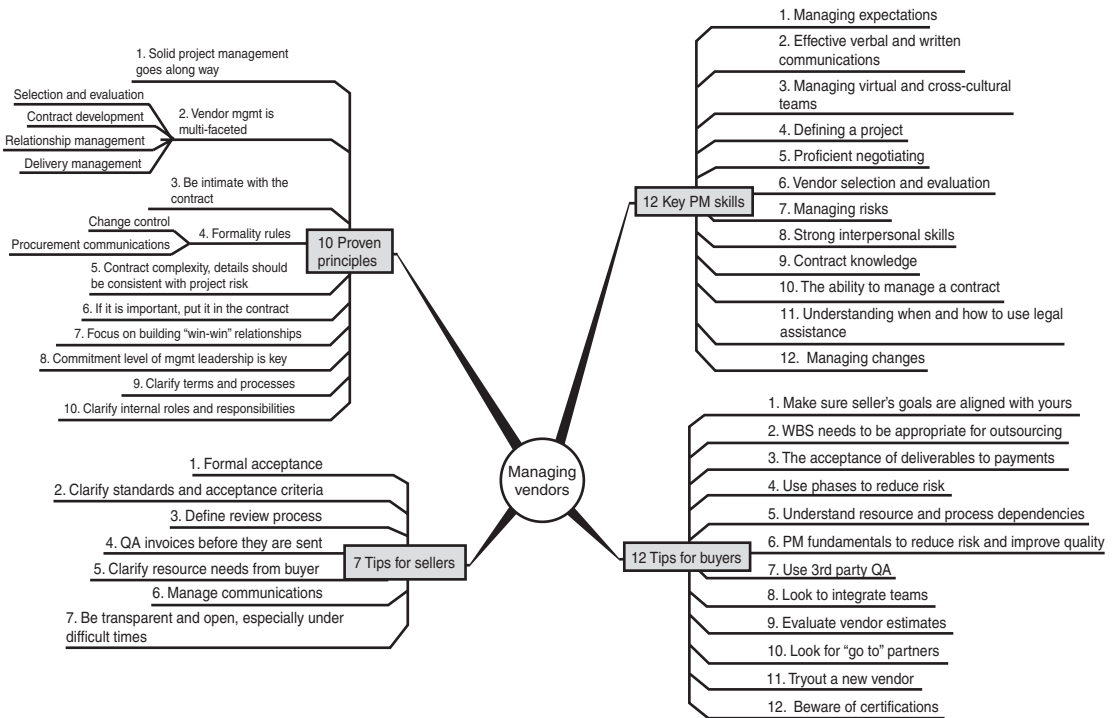 Managing
vendors
10 Proven
principles
1. Solid project management
goes along way
2. Vendor mgmt is
multi-faceted
Selection and evaluation
Contract development
Relationship management
Delivery management
3. Be intimate with the
contract
4. Formality rules
Change control
Procurement communications
5. Contract complexity, details should
be consistent with project risk
6. If it is important, put it in the contract
7. Focus on building “win-win” relationships
8. Commitment level of mgmt leadership is key
9. Clarify terms and processes
10. Clarify internal roles and responsibilities
12 Key PM skills
1. Managing expectations
2. Effective verbal and written
communications
3. Managing virtual and cross-cultural
teams
4. Defining a project
5. Proficient negotiating
6. Vendor selection and evaluation
7. Managing risks
8. Strong interpersonal skills
9. Contract knowledge
10. The ability to manage a contract
11. Understanding when and how to use legal
assistance
12. Managing changes
7 Tips for sellers
1. Formal acceptance
2. Clarify standards and acceptance criteria
3. Define review process
4. QA invoices before they are sent
5. Clarify resource needs from buyer
6. Manage communications
7. Be transparent and open, especially under
difficult times
12 Tips for buyers
1. Make sure seller’s goals are aligned with yours
2. WBS needs to be appropriate for outsourcing
3. The acceptance of deliverables to payments
4. Use phases to reduce risk
5. Understand resource and process dependencies
6. PM fundamentals to reduce risk and improve quality
7. Use 3rd party QA
8. Look to integrate teams
9. Evaluate vendor estimates
10. Look for “go to” partners
11. Tryout a new vendor
12. Beware of certifications